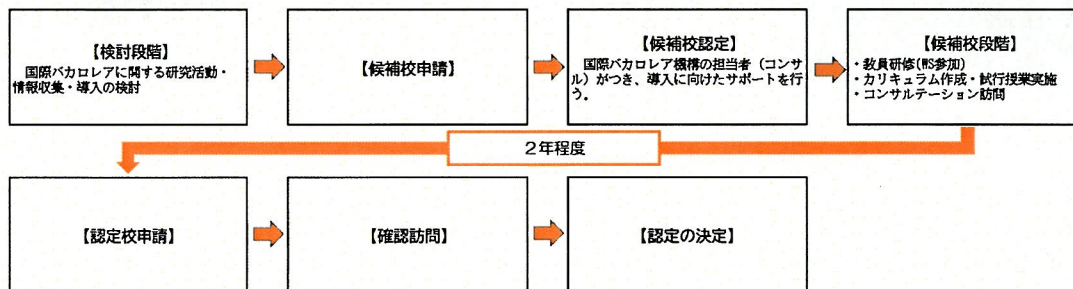 【検討段階】
国際バカロレアに関する研究活動・
情報収集・導入の検討
【候補校申請】
【候補校認定】
国際バカロレア機構の担当者（コンサ
ル）がつき、導入に向けたサポートを行
う。
【候補校段階】
・教員研修(WS参加)
・カリキュラム作成・試行授業実施
・コンサルテーション訪問
２年程度
【認定校申請】
【確認訪問】
【認定の決定】